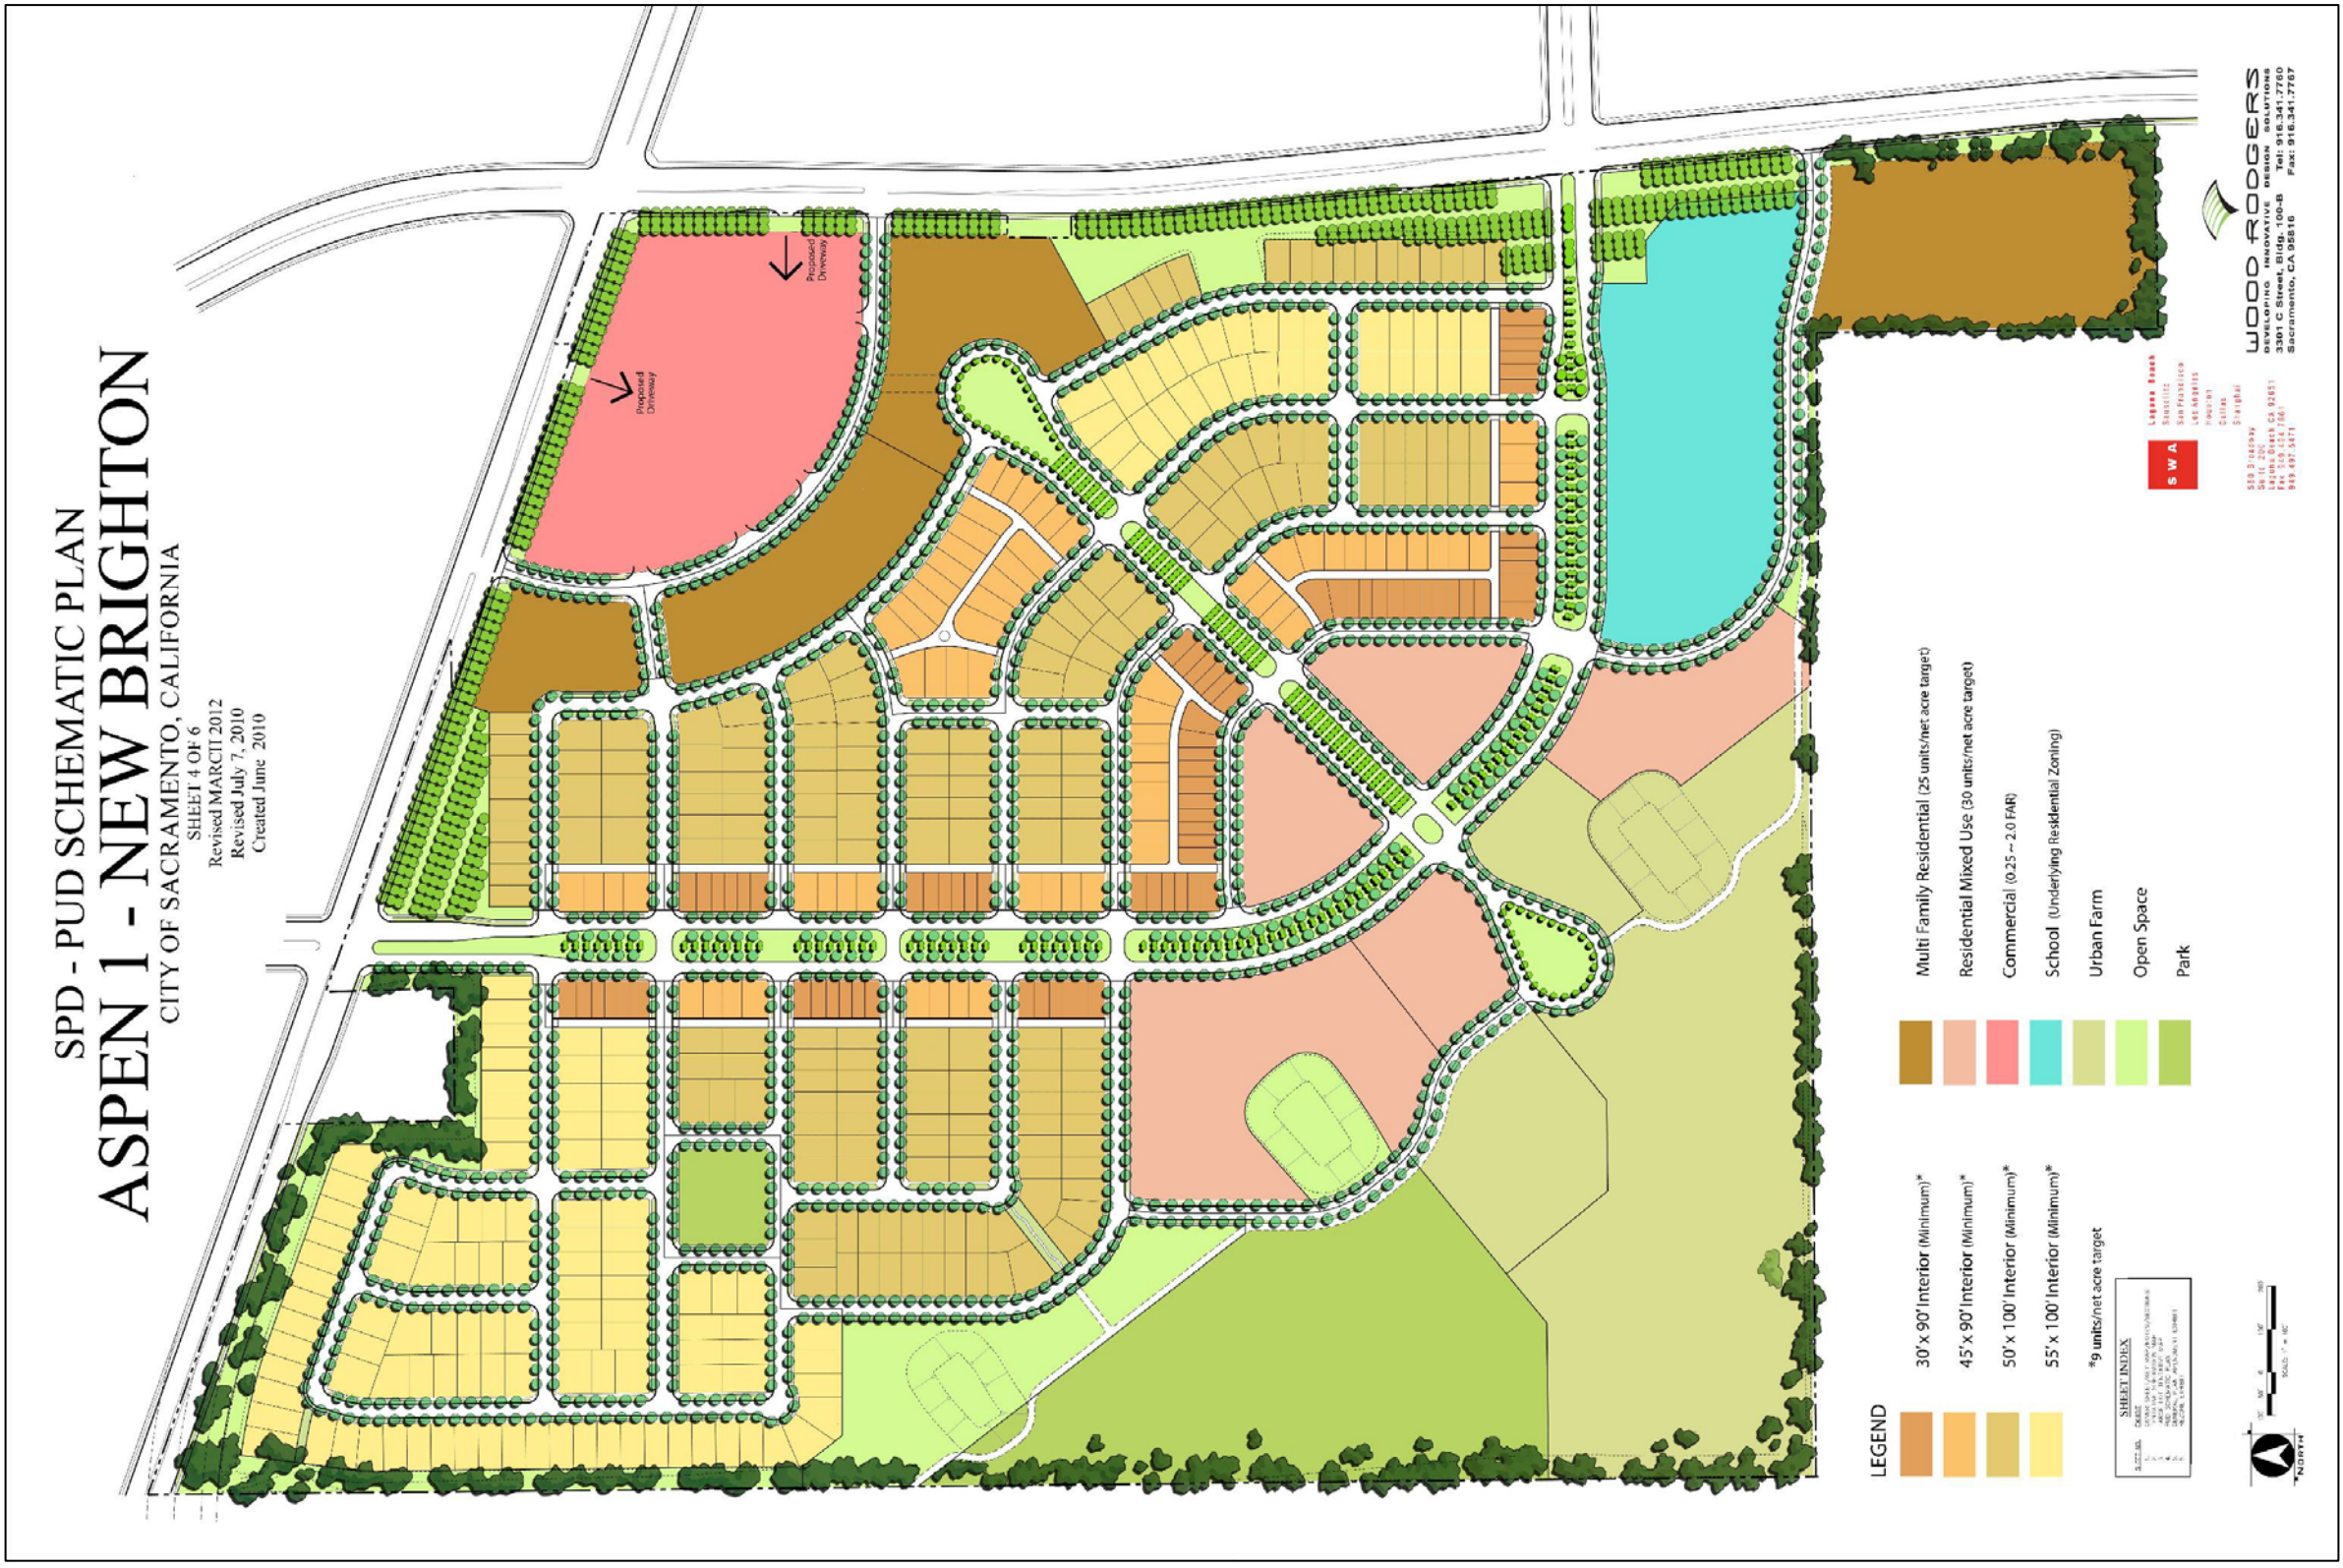 SPD - PUD SCHEMATIC PLAN
ASPEN 1 - NEW BRIGHTON
CITY OF SACRAMENTO, CALIFORNIA
SHEET 4 OF 6
Revised MARCH 2012
Revised July 7, 2010
Created June 2010
Proposed
Driveway
Proposed
Driveway
LEGEND
30' x 90' Interior (Minimum)*
45' x 90' Interior (Minimum)*
50' x 100' Interior (Minimum)*
55' x 100' Interior (Minimum)*
*9 units/net acre target
Multi Family Residential (25 units/net acre target)
Residential Mixed Use (30 units/net acre target)
Commercial (0.25 ~ 2.0 FAR)
School (Underlying Residential Zoning)
Urban Farm
Open Space
Park
SHEET INDEX
NORTH
SWA
Laguna Beach
Sausalito
San Francisco
Los Angeles
Houston
Dallas
Shanghai
WOOD RODGERS
DEVELOPING INNOVATIVE DESIGN SOLUTIONS
3301 C Street, Bldg. 100-B Tel: 916.341.7760
Sacramento, CA 95816 Fax: 916.341.7767